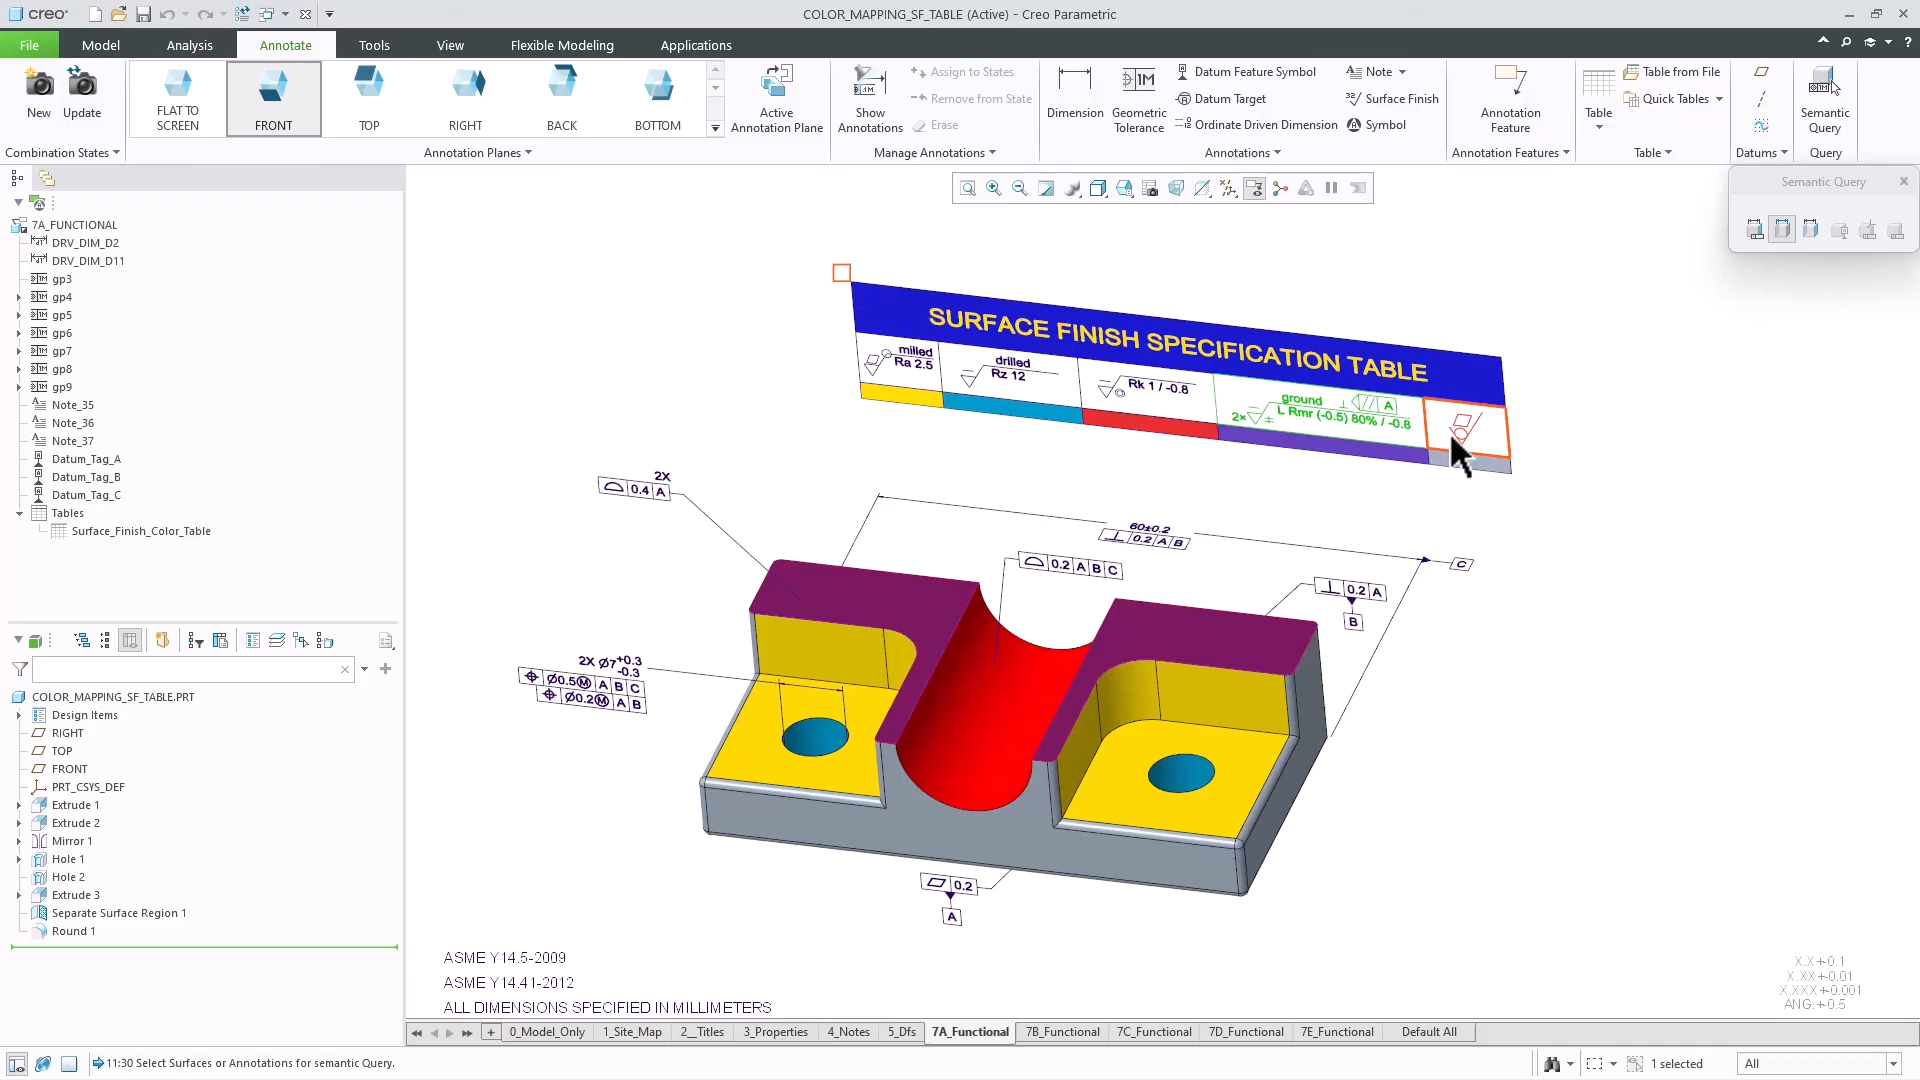 creo
COLOR_MAPPING_SF_TABLE (Active) - Creo Parametric
File
Model
Analysis
Annotate
Tools
View
Flexible Modeling
Applications
New
Update
FLAT TO
SCREEN
FRONT
TOP
RIGHT
BACK
BOTTOM
Active
Annotation Plane
Show
Annotations
Assign to States
Remove from State
Erase
Dimension
Geometric
Tolerance
Datum Feature Symbol
Datum Target
Ordinate Driven Dimension
Note
Surface Finish
Symbol
Annotation
Feature
Table
Table from File
Quick Tables
Semantic
Query
Combination States
Annotation Planes
Manage Annotations
Annotations
Annotation Features
Table
Datums
Query
Semantic Query
7A_FUNCTIONAL
DRV_DIM_D2
DRV_DIM_D11
gp3
gp4
gp5
gp6
gp7
gp8
gp9
Note_35
Note_36
Note_37
Datum_Tag_A
Datum_Tag_B
Datum_Tag_C
Tables
Surface_Finish_Color_Table
COLOR_MAPPING_SF_TABLE.PRT
Design Items
RIGHT
TOP
FRONT
PRT_CSYS_DEF
Extrude 1
Extrude 2
Mirror 1
Hole 1
Hole 2
Extrude 3
Separate Surface Region 1
Round 1
SURFACE FINISH SPECIFICATION TABLE
milled
Ra 2.5
drilled
Rz 12
Rk 1 / -0.8
ground
⟂ // A
2x L Rmr (-0.5) 80% / -0.8
2X
⌓ 0.4 A
60±0.2
⟂ 0.2 A B
C
⌓ 0.2 A B C
⟂ 0.2 A
B
2X Ø7+0.3
-0.3
⌖ Ø0.5Ⓜ A B C
⌖ Ø0.2Ⓜ A B
⏥ 0.2
A
ASME Y14.5-2009
ASME Y14.41-2012
ALL DIMENSIONS SPECIFIED IN MILLIMETERS
X.X+-0.1
X.XX+-0.01
X.XXX+-0.001
ANG.+-0.5
0_Model_Only
1_Site_Map
2__Titles
3_Properties
4_Notes
5_Dfs
7A_Functional
7B_Functional
7C_Functional
7D_Functional
7E_Functional
Default All
11:30 Select Surfaces or Annotations for semantic Query.
1 selected
All